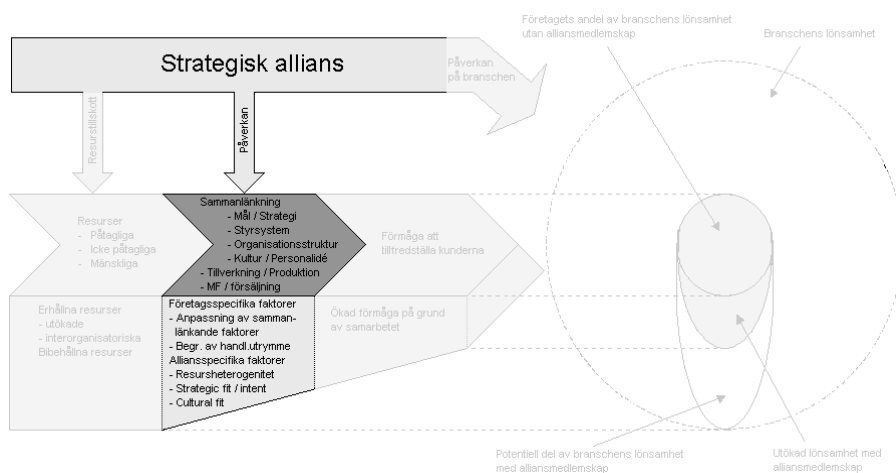 Företagets andel av branschens lönsamhet
utan alliansmedlemskap
Branschens lönsamhet
Strategisk allians
Påverkan
på branschen
Resurstillskott
Påverkan
Resurser
- Påtagliga
- Icke påtagliga
- Mänskliga
Sammanlänkning
- Mål / Strategi
- Styrsystem
- Organisationsstruktur
- Kultur / Personalidé
- Tillverkning / Produktion
- MF / försäljning
Förmåga att
tillfredställa kunderna
Erhållna resurser
- utökade
- interorganisatoriska
Bibehållna resurser
Företagsspecifika faktorer
- Anpassning av samman-
länkande faktorer
- Begr. av handl.utrymme
Alliansspecifika faktorer
- Resursheterogenitet
- Strategic fit / intent
- Cultural fit
Ökad förmåga på grund
av samarbetet
Potentiell del av branschens lönsamhet
med alliansmedlemskap
Utökad lönsamhet med
alliansmedlemskap